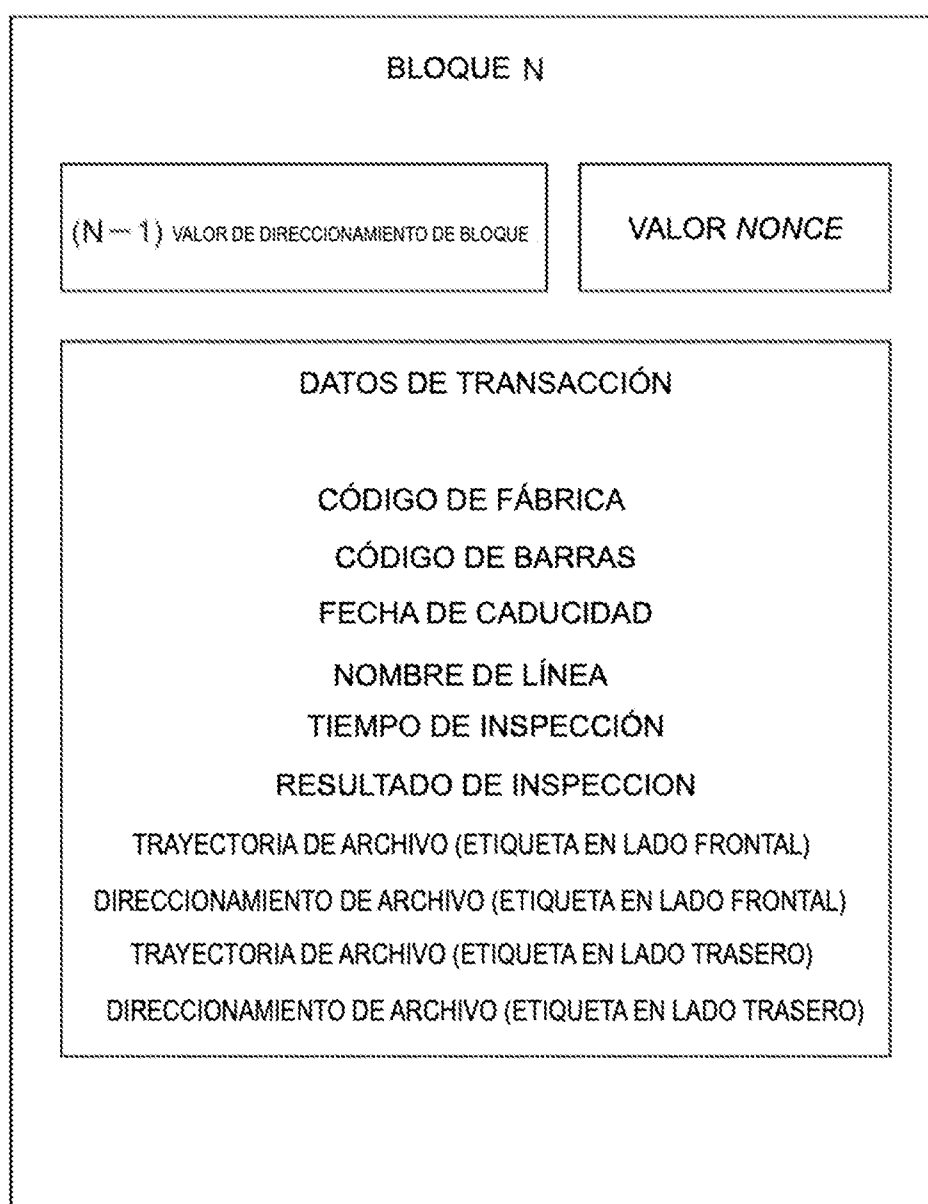 BLOQUE N
(N-1) VALOR DE DIRECCIONAMIENTO DE BLOQUE
VALOR NONCE
DATOS DE TRANSACCIÓN
CÓDIGO DE FÁBRICA
CÓDIGO DE BARRAS
FECHA DE CADUCIDAD
NOMBRE DE LÍNEA
TIEMPO DE INSPECCIÓN
RESULTADO DE INSPECCION
TRAYECTORIA DE ARCHIVO (ETIQUETA EN LADO FRONTAL)
DIRECCIONAMIENTO DE ARCHIVO (ETIQUETA EN LADO FRONTAL)
TRAYECTORIA DE ARCHIVO (ETIQUETA EN LADO TRASERO)
DIRECCIONAMIENTO DE ARCHIVO (ETIQUETA EN LADO TRASERO)